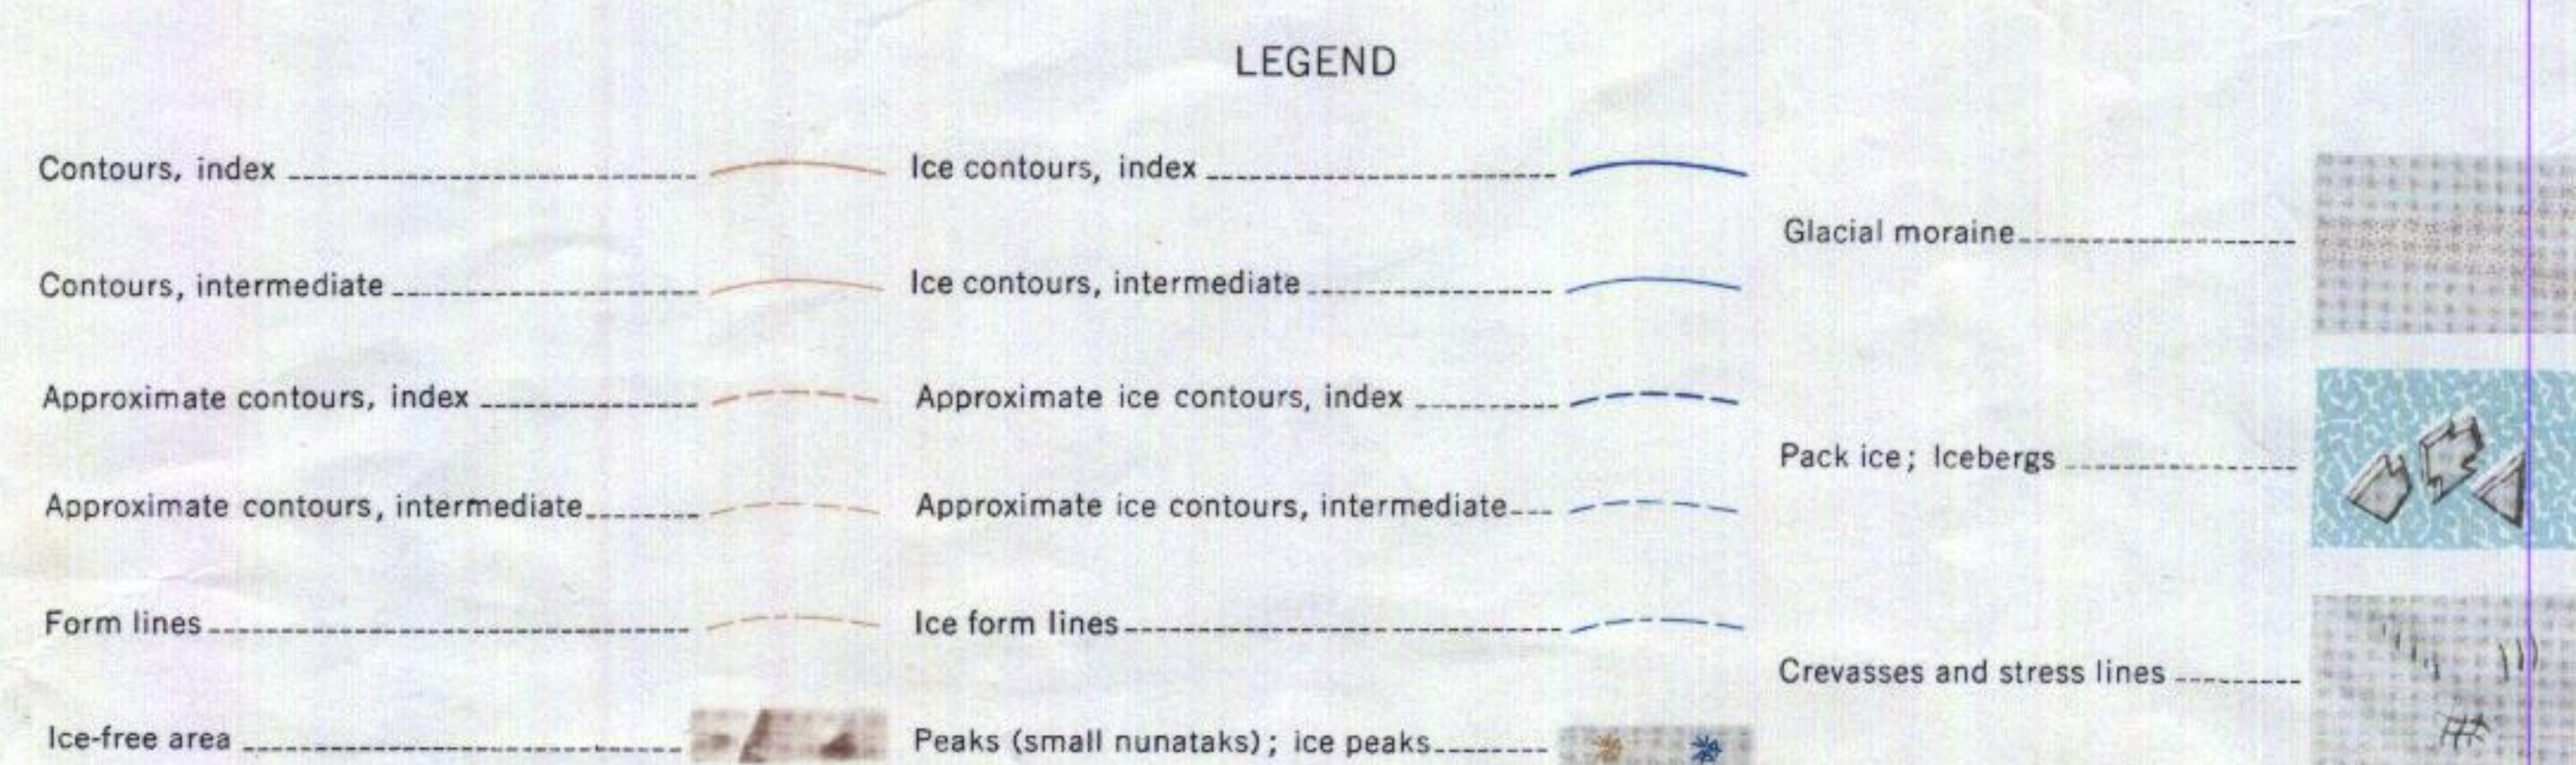 LEGEND
Contours, index
Contours, intermediate
Approximate contours, index
Approximate contours, intermediate
Form lines
Ice-free area
Ice contours, index
Ice contours, intermediate
Approximate ice contours, index
Approximate ice contours, intermediate
Ice form lines
Peaks (small nunataks); ice peaks
Glacial moraine
Pack ice; Icebergs
Crevasses and stress lines